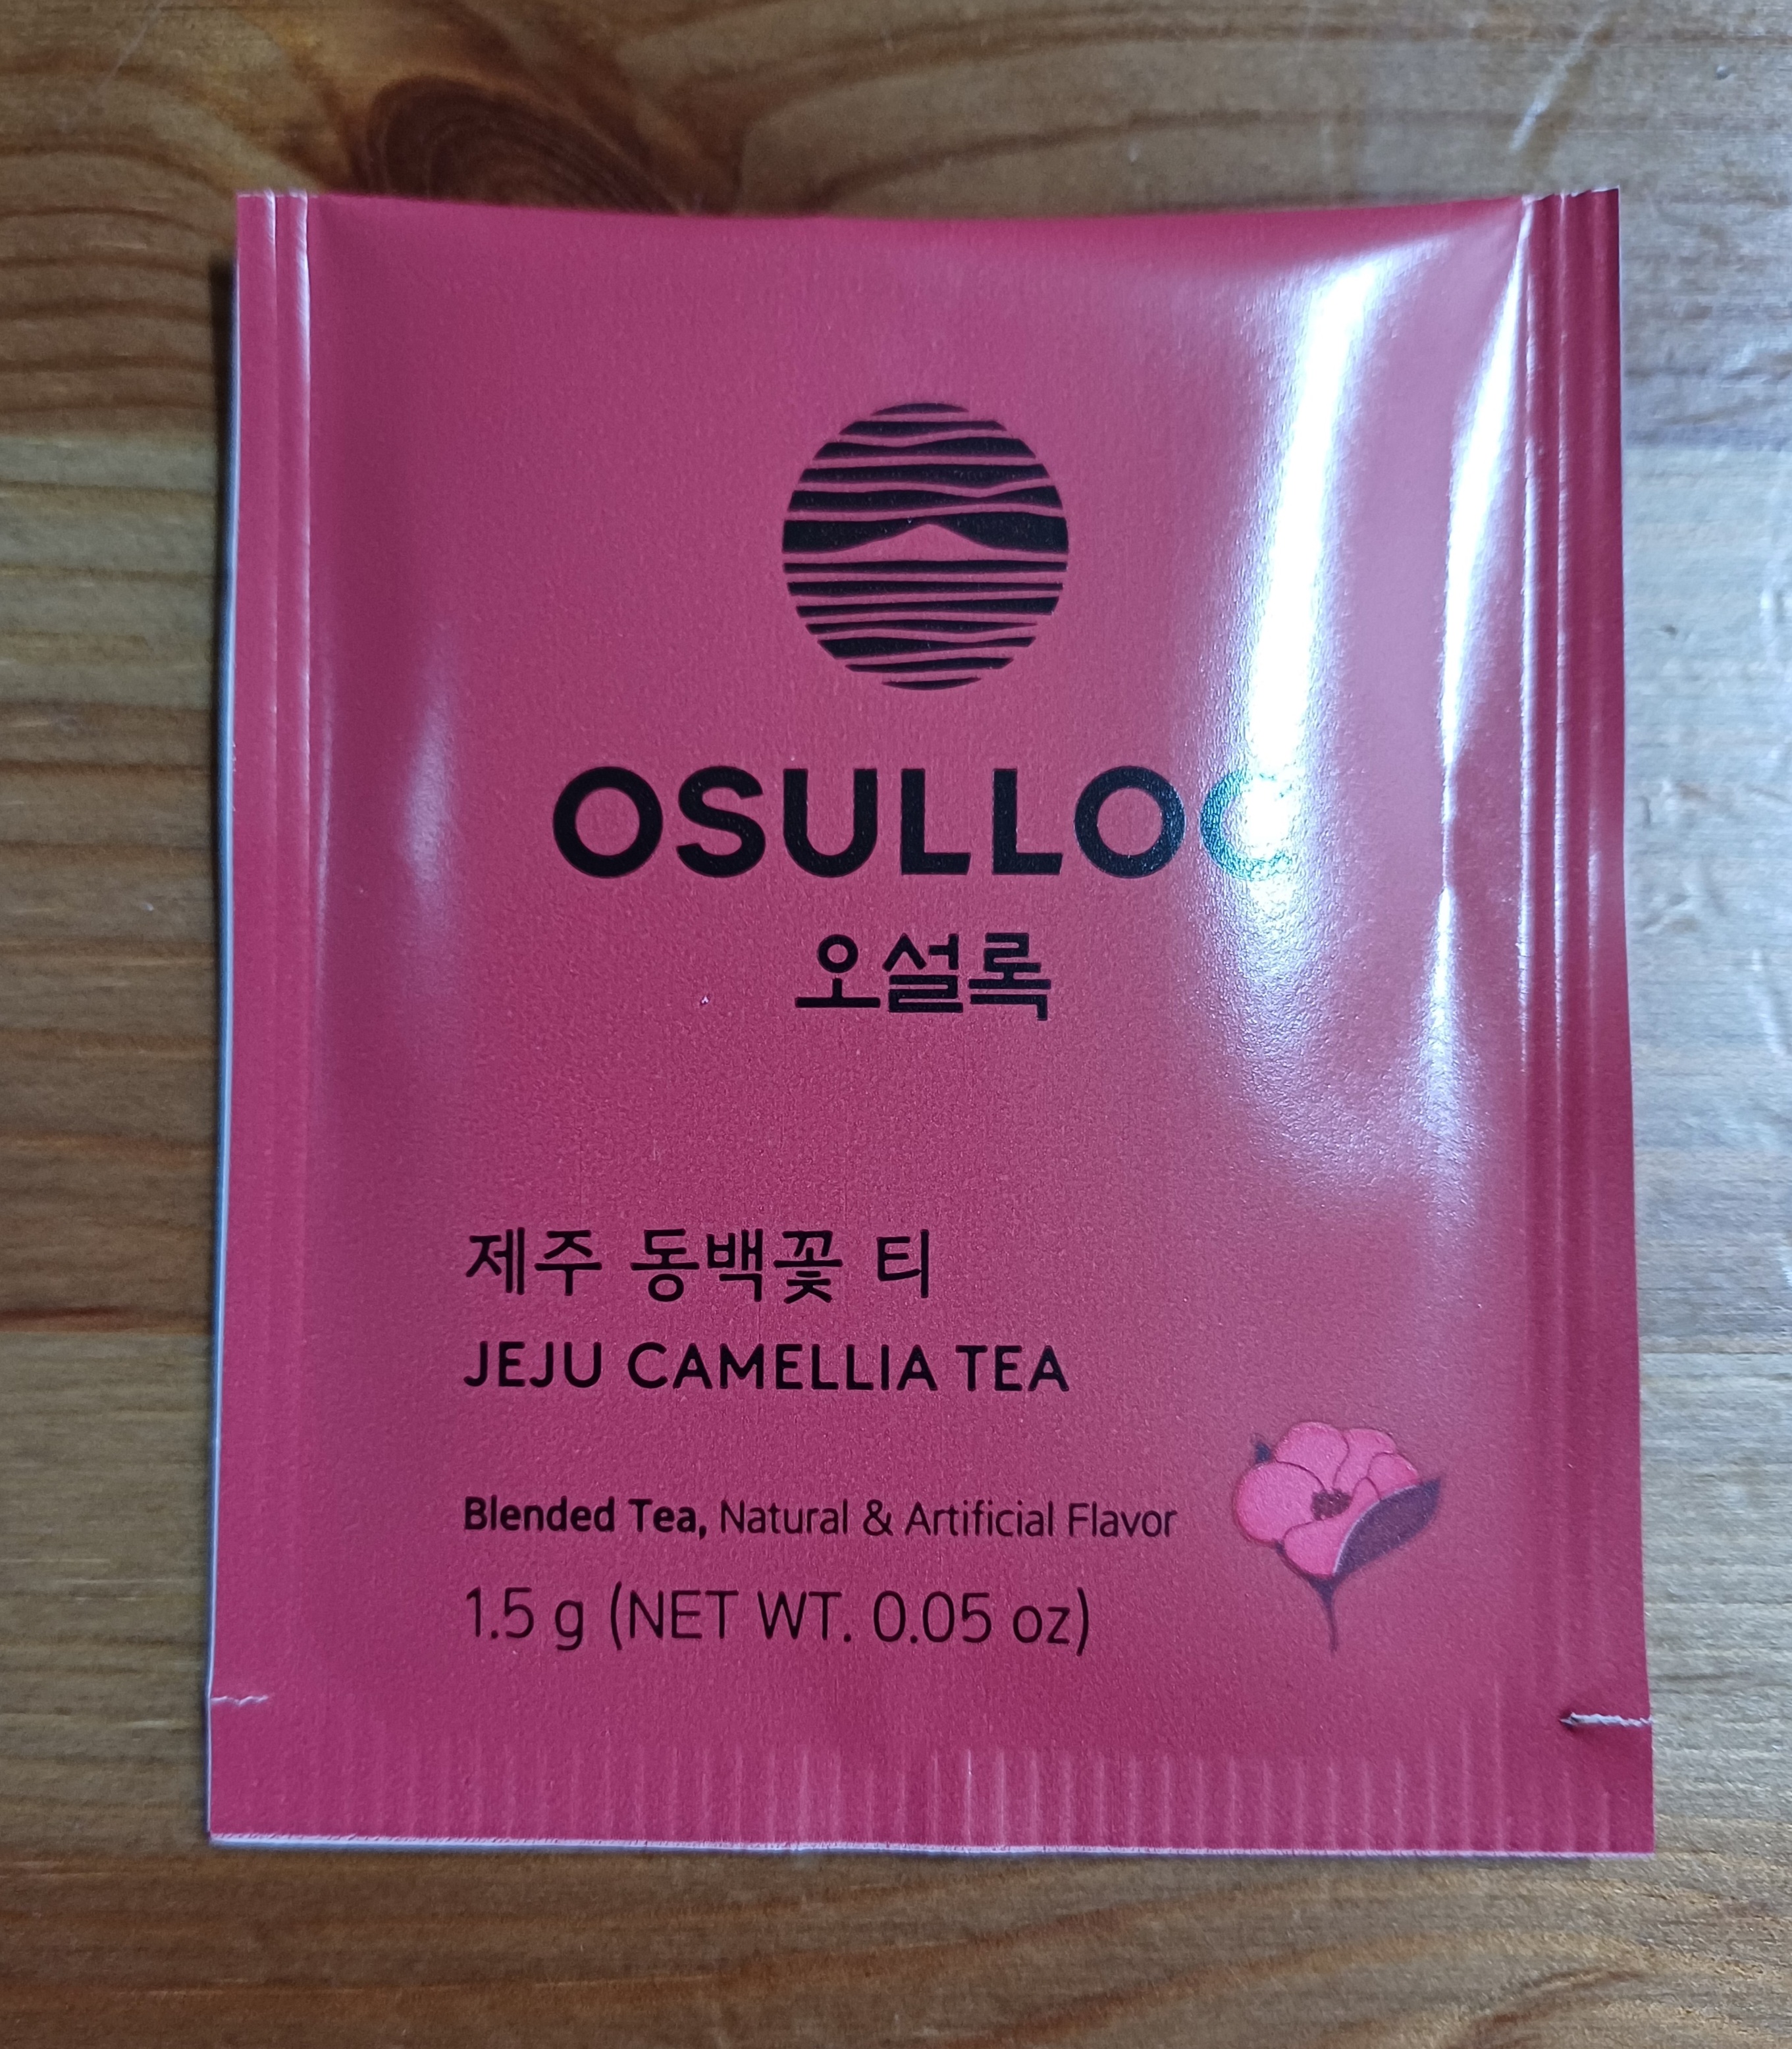 OSULLOC
오설록
제주 동백꽃 티
JEJU CAMELLIA TEA
Blended Tea, Natural & Artificial Flavor
1.5 g (NET WT. 0.05 oz)